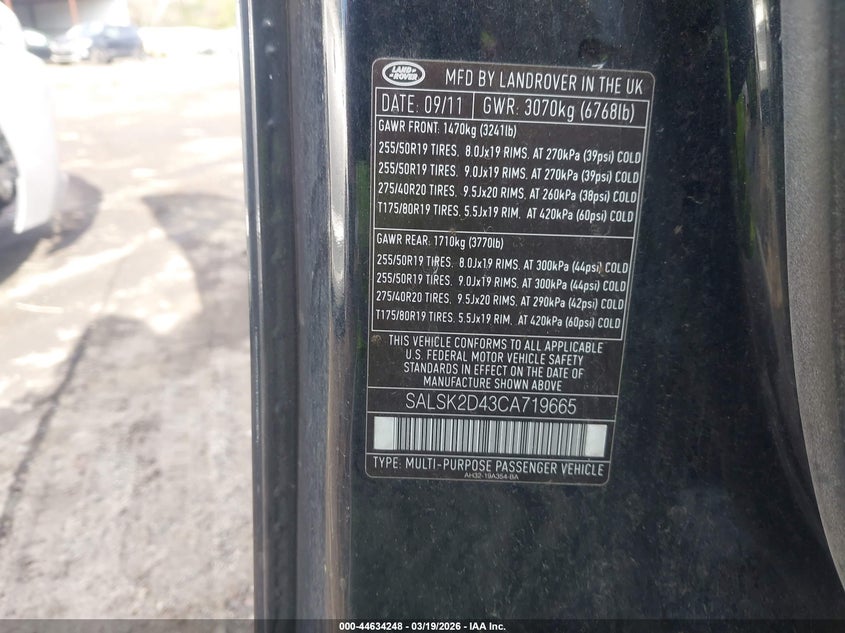 LAND ROVER
MFD BY LANDROVER IN THE UK
DATE: 09/11 GWR: 3070kg (6768lb)
GAWR FRONT: 1470kg (3241lb)
255/50R19 TIRES. 8.0Jx19 RIMS. AT 270kPa (39psi) COLD
255/50R19 TIRES. 9.0Jx19 RIMS. AT 270kPa (39psi) COLD
275/40R20 TIRES. 9.5Jx20 RIMS. AT 260kPa (38psi) COLD
T175/80R19 TIRES. 5.5Jx19 RIM. AT 420kPa (60psi) COLD
GAWR REAR: 1710kg (3770lb)
255/50R19 TIRES. 8.0Jx19 RIMS. AT 300kPa (44psi) COLD
255/50R19 TIRES. 9.0Jx19 RIMS. AT 300kPa (44psi) COLD
275/40R20 TIRES. 9.5Jx20 RIMS. AT 290kPa (42psi) COLD
T175/80R19 TIRES. 5.5Jx19 RIM. AT 420kPa (60psi) COLD
THIS VEHICLE CONFORMS TO ALL APPLICABLE
U.S. FEDERAL MOTOR VEHICLE SAFETY
STANDARDS IN EFFECT ON THE DATE OF
MANUFACTURE SHOWN ABOVE
SALSK2D43CA719665
TYPE: MULTI-PURPOSE PASSENGER VEHICLE
AH32-19A354-BA
000-44634248 - 03/19/2026 - IAA Inc.